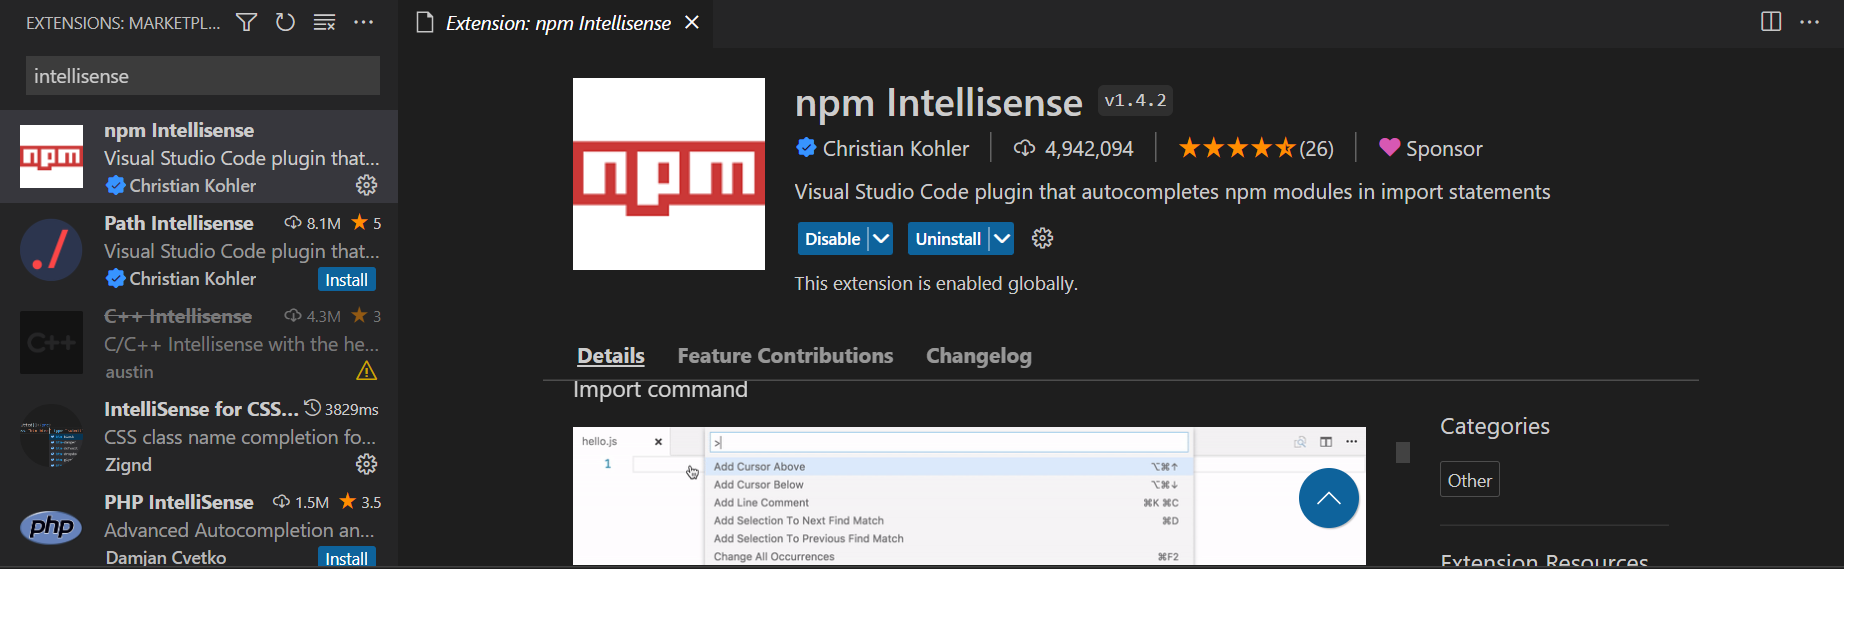 EXTENSIONS: MARKETPL...
intellisense
npm Intellisense
Visual Studio Code plugin that...
Christian Kohler
Path Intellisense 8.1M 5
Visual Studio Code plugin that...
Christian Kohler Install
C++ Intellisense 4.3M 3
C/C++ Intellisense with the he...
austin
IntelliSense for CSS... 3829ms
CSS class name completion fo...
Zignd
PHP IntelliSense 1.5M 3.5
Advanced Autocompletion an...
Damjan Cvetko Install
npm
C++
php
Extension: npm Intellisense
npm
npm Intellisense v1.4.2
Christian Kohler 4,942,094 (26) Sponsor
Visual Studio Code plugin that autocompletes npm modules in import statements
Disable Uninstall
This extension is enabled globally.
Details Feature Contributions Changelog
Import command
hello.js
1
>
Add Cursor Above ⌥⌘↑
Add Cursor Below ⌥⌘↓
Add Line Comment ⌘K ⌘C
Add Selection To Next Find Match ⌘D
Add Selection To Previous Find Match
Change All Occurrences ⌘F2
Categories
Other
Extension Resources